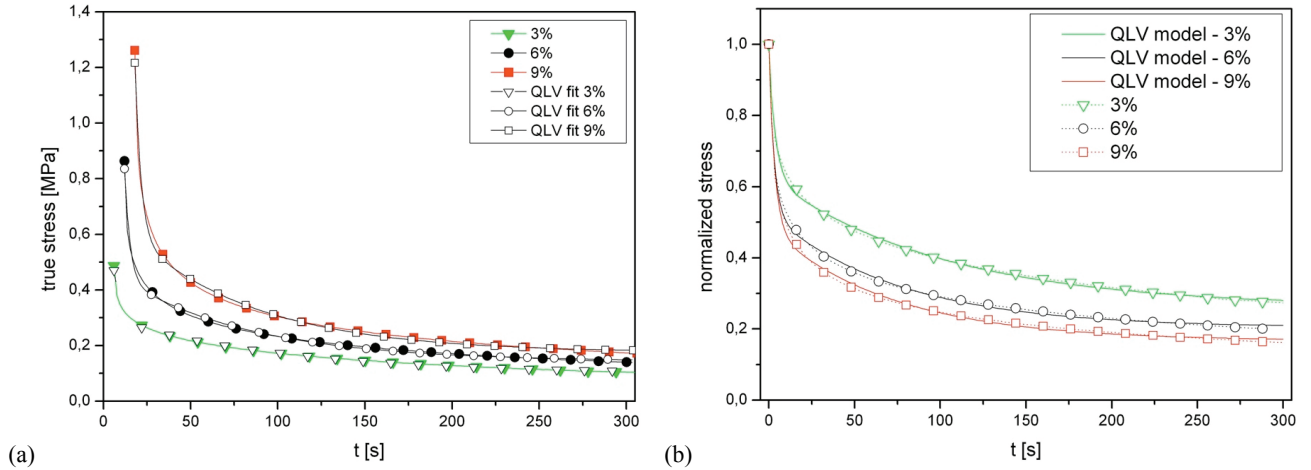 (a)
true stress [MPa]
1,4
1,2
1,0
0,8
0,6
0,4
0,2
0,0
0 50 100 150 200 250 300
t [s]
3%
6%
9%
QLV fit 3%
QLV fit 6%
QLV fit 9%
(b)
normalized stress
1,0
0,8
0,6
0,4
0,2
0,0
0 50 100 150 200 250 300
t [s]
QLV model - 3%
QLV model - 6%
QLV model - 9%
3%
6%
9%